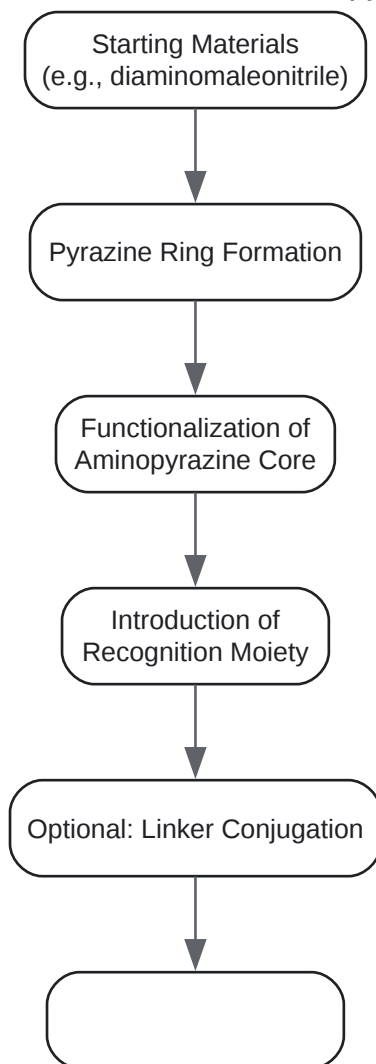 Starting Materials
(e.g., diaminomaleonitrile)
Pyrazine Ring Formation
Functionalization of
Aminopyrazine Core
Introduction of
Recognition Moiety
Optional: Linker Conjugation